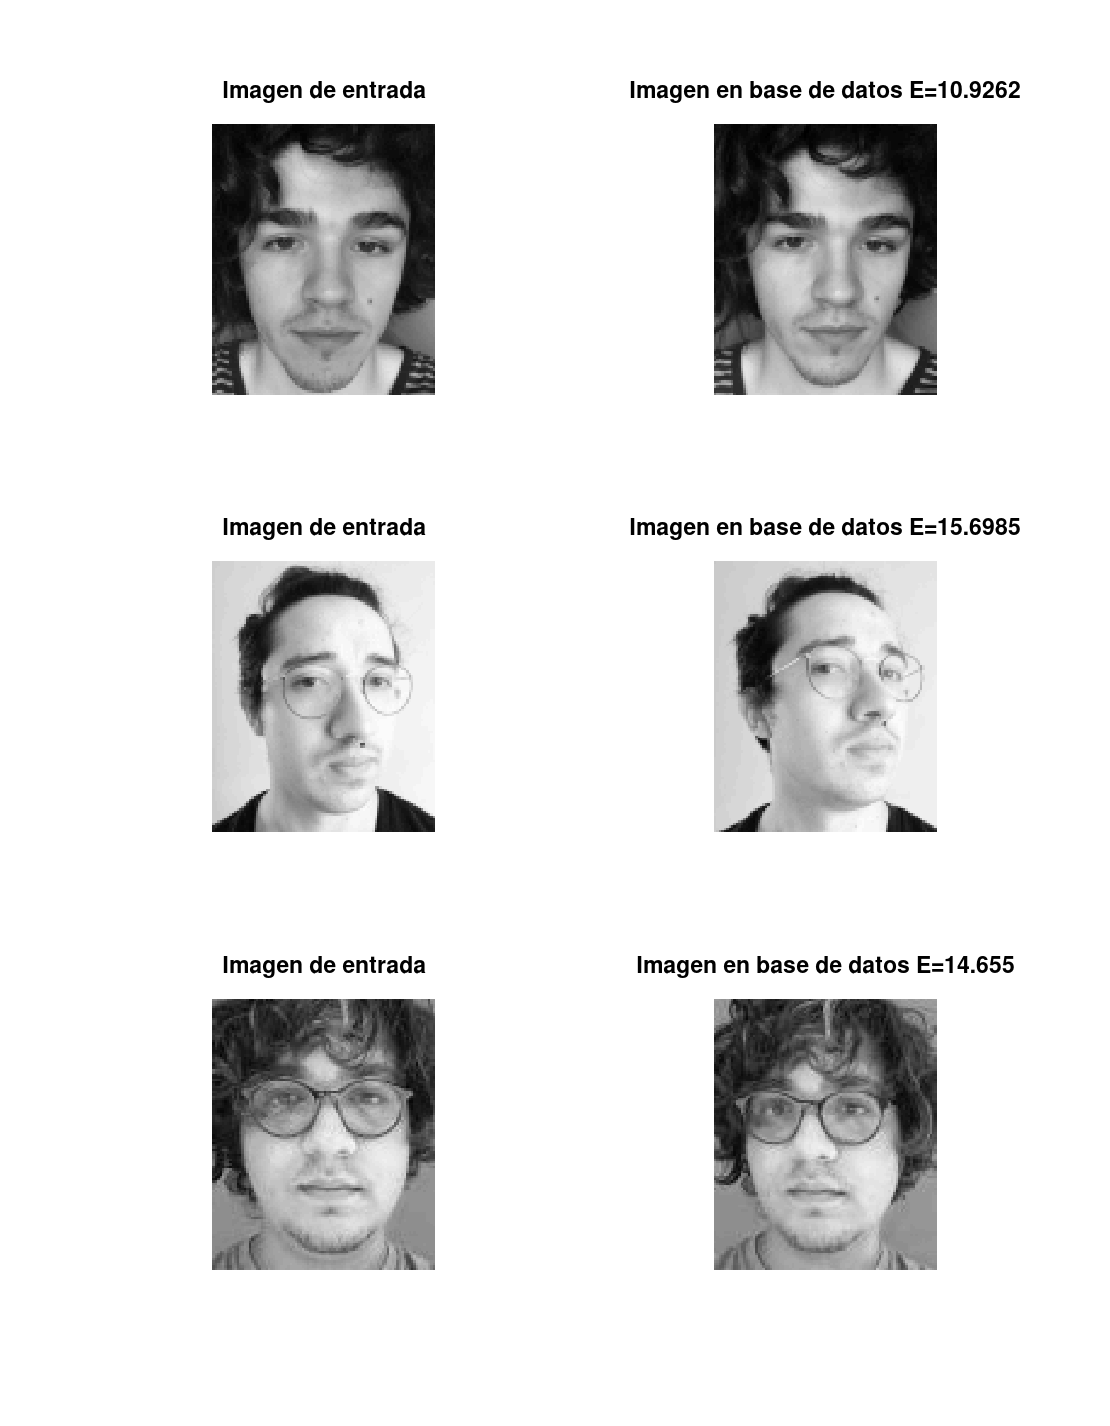 Imagen de entrada
Imagen en base de datos E=10.9262
Imagen de entrada
Imagen en base de datos E=15.6985
Imagen de entrada
Imagen en base de datos E=14.655